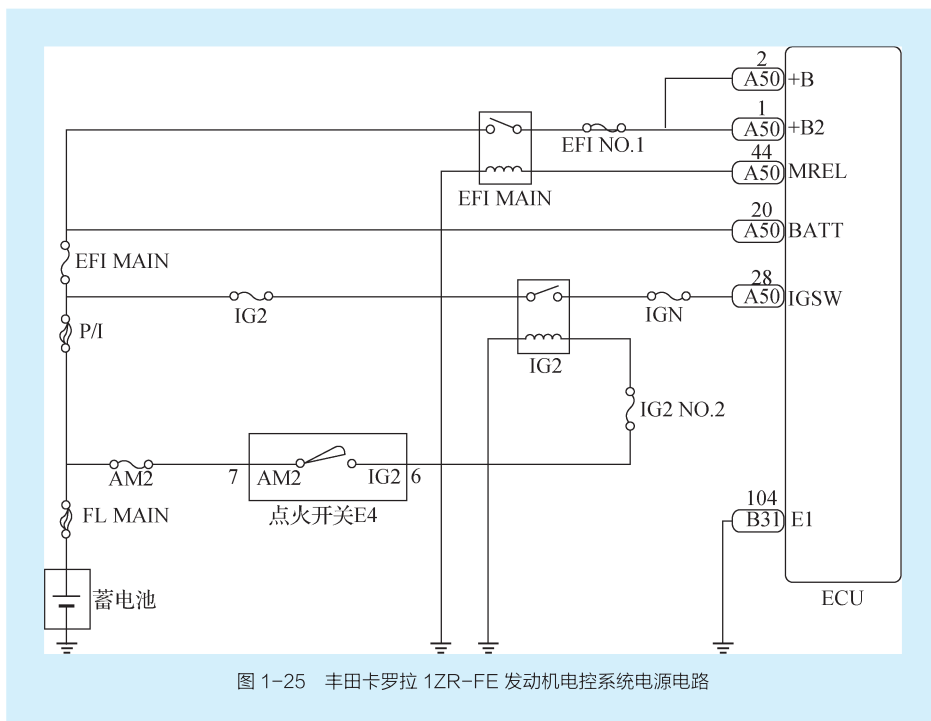 2
A50 +B
1
A50 +B2
EFI NO.1
44
A50 MREL
EFI MAIN
20
A50 BATT
EFI MAIN
28
A50 IGSW
IG2
IGN
P/I
IG2
IG2 NO.2
AM2
7
AM2
IG2
6
点火开关E4
FL MAIN
104
B31 E1
蓄电池
ECU
图 1-25 丰田卡罗拉 1ZR-FE 发动机电控系统电源电路